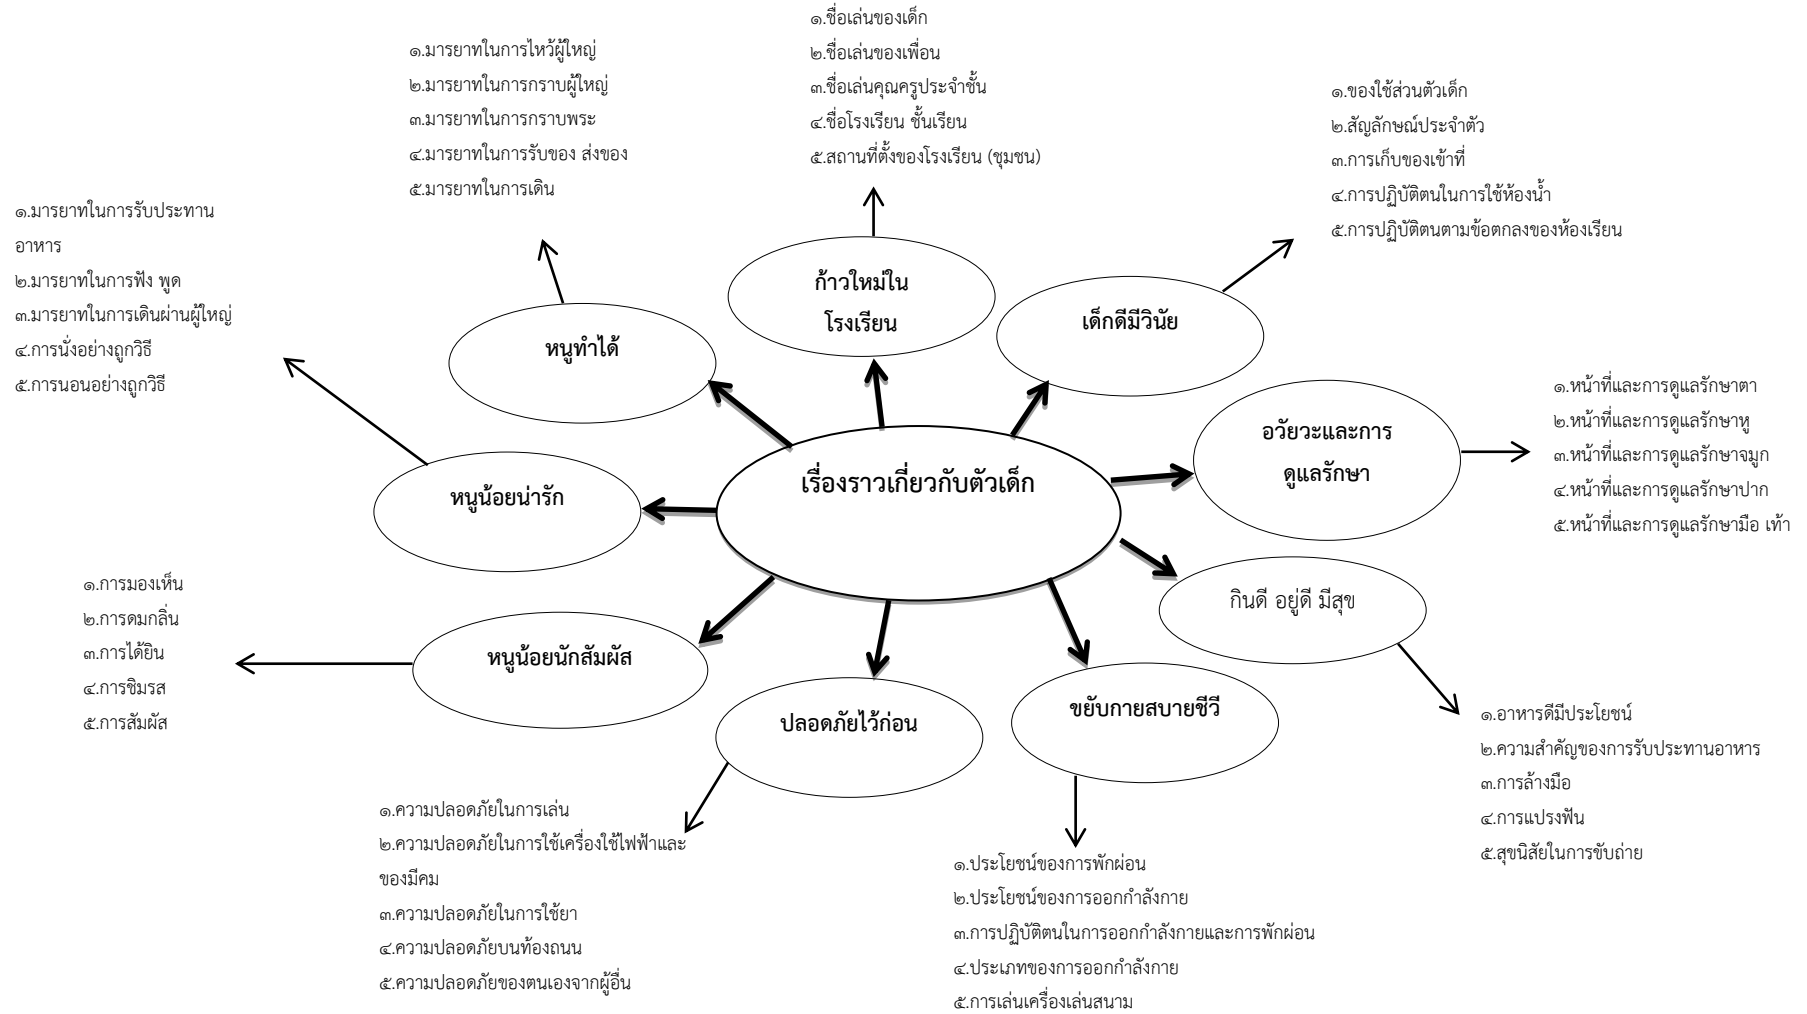 ๑.ชื่อเล่นของเด็ก
๒.ชื่อเล่นของเพื่อน
๓.ชื่อเล่นคุณครูประจำชั้น
๔.ชื่อโรงเรียน ชั้นเรียน
๕.สถานที่ตั้งของโรงเรียน (ชุมชน)
๑.มารยาทในการไหว้ผู้ใหญ่
๒.มารยาทในการกราบผู้ใหญ่
๓.มารยาทในการกราบพระ
๔.มารยาทในการรับของ ส่งของ
๕.มารยาทในการเดิน
๑.ของใช้ส่วนตัวเด็ก
๒.สัญลักษณ์ประจำตัว
๓.การเก็บของเข้าที่
๔.การปฏิบัติตนในการใช้ห้องน้ำ
๕.การปฏิบัติตนตามข้อตกลงของห้องเรียน
๑.มารยาทในการรับประทาน
อาหาร
๒.มารยาทในการฟัง พูด
๓.มารยาทในการเดินผ่านผู้ใหญ่
๔.การนั่งอย่างถูกวิธี
๕.การนอนอย่างถูกวิธี
ก้าวใหม่ใน
โรงเรียน
เด็กดีมีวินัย
หนูทำได้
อวัยวะและการ
ดูแลรักษา
๑.หน้าที่และการดูแลรักษาตา
๒.หน้าที่และการดูแลรักษาหู
๓.หน้าที่และการดูแลรักษาจมูก
๔.หน้าที่และการดูแลรักษาปาก
๕.หน้าที่และการดูแลรักษามือ เท้า
เรื่องราวเกี่ยวกับตัวเด็ก
หนูน้อยน่ารัก
กินดี อยู่ดี มีสุข
๑.การมองเห็น
๒.การดมกลิ่น
๓.การได้ยิน
๔.การชิมรส
๕.การสัมผัส
หนูน้อยนักสัมผัส
ปลอดภัยไว้ก่อน
ขยับกายสบายชีวี
๑.อาหารดีมีประโยชน์
๒.ความสำคัญของการรับประทานอาหาร
๓.การล้างมือ
๔.การแปรงฟัน
๕.สุขนิสัยในการขับถ่าย
๑.ความปลอดภัยในการเล่น
๒.ความปลอดภัยในการใช้เครื่องใช้ไฟฟ้าและ
ของมีคม
๓.ความปลอดภัยในการใช้ยา
๔.ความปลอดภัยบนท้องถนน
๕.ความปลอดภัยของตนเองจากผู้อื่น
๑.ประโยชน์ของการพักผ่อน
๒.ประโยชน์ของการออกกำลังกาย
๓.การปฏิบัติตนในการออกกำลังกายและการพักผ่อน
๔.ประเภทของการออกกำลังกาย
๕.การเล่นเครื่องเล่นสนาม